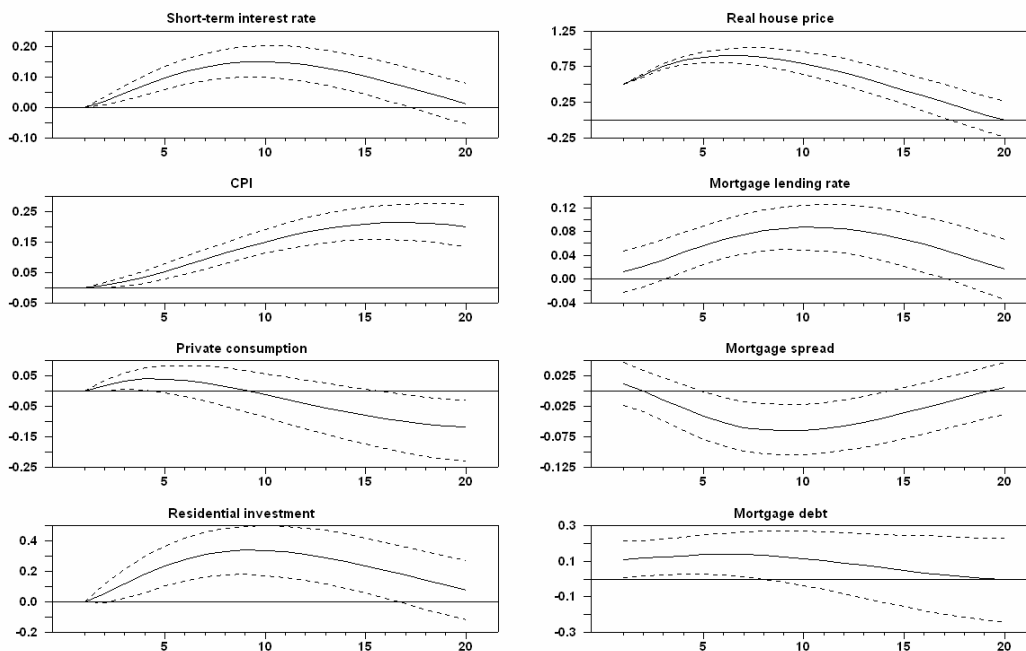 Short-term interest rate
0.20
0.10
0.00
-0.10
5 10 15 20
Real house price
1.25
0.75
0.25
-0.25
5 10 15 20
CPI
0.25
0.15
0.05
-0.05
5 10 15 20
Mortgage lending rate
0.12
0.08
0.04
0.00
-0.04
5 10 15 20
Private consumption
0.05
-0.05
-0.15
-0.25
5 10 15 20
Mortgage spread
0.025
-0.025
-0.075
-0.125
5 10 15 20
Residential investment
0.4
0.2
0.0
-0.2
5 10 15 20
Mortgage debt
0.3
0.1
-0.1
-0.3
5 10 15 20